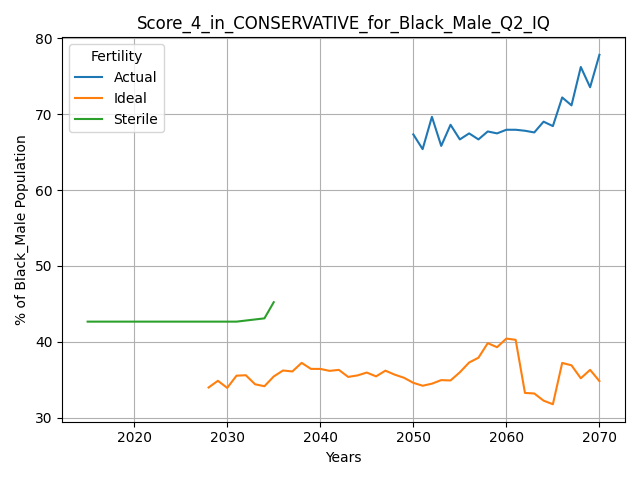 Score_4_in_CONSERVATIVE_for_Black_Male_Q2_IQ
80
70
60
50
40
30
% of Black_Male Population
Fertility
Actual
Ideal
Sterile
2020 2030 2040 2050 2060 2070
Years